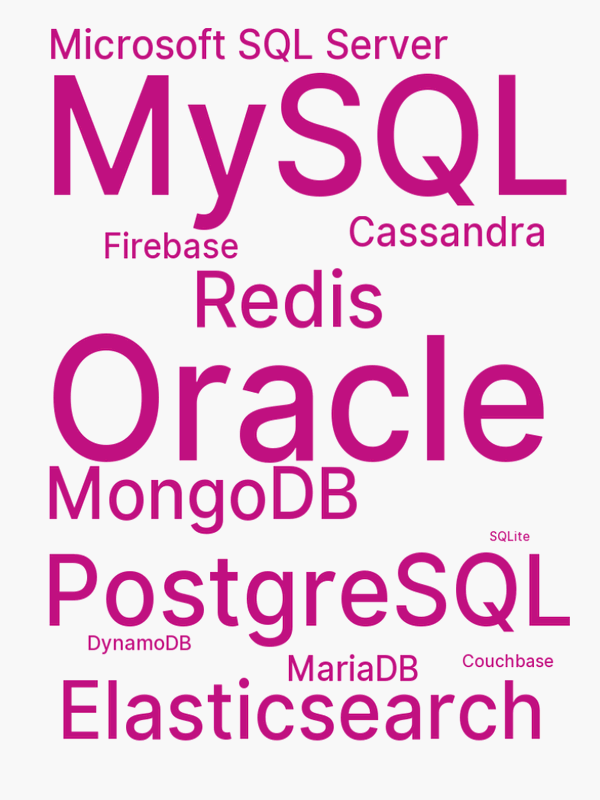 Microsoft SQL Server
MySQL
Cassandra
Firebase
Redis
Oracle
MongoDB
SQLite
PostgreSQL
DynamoDB
MariaDB
Couchbase
Elasticsearch